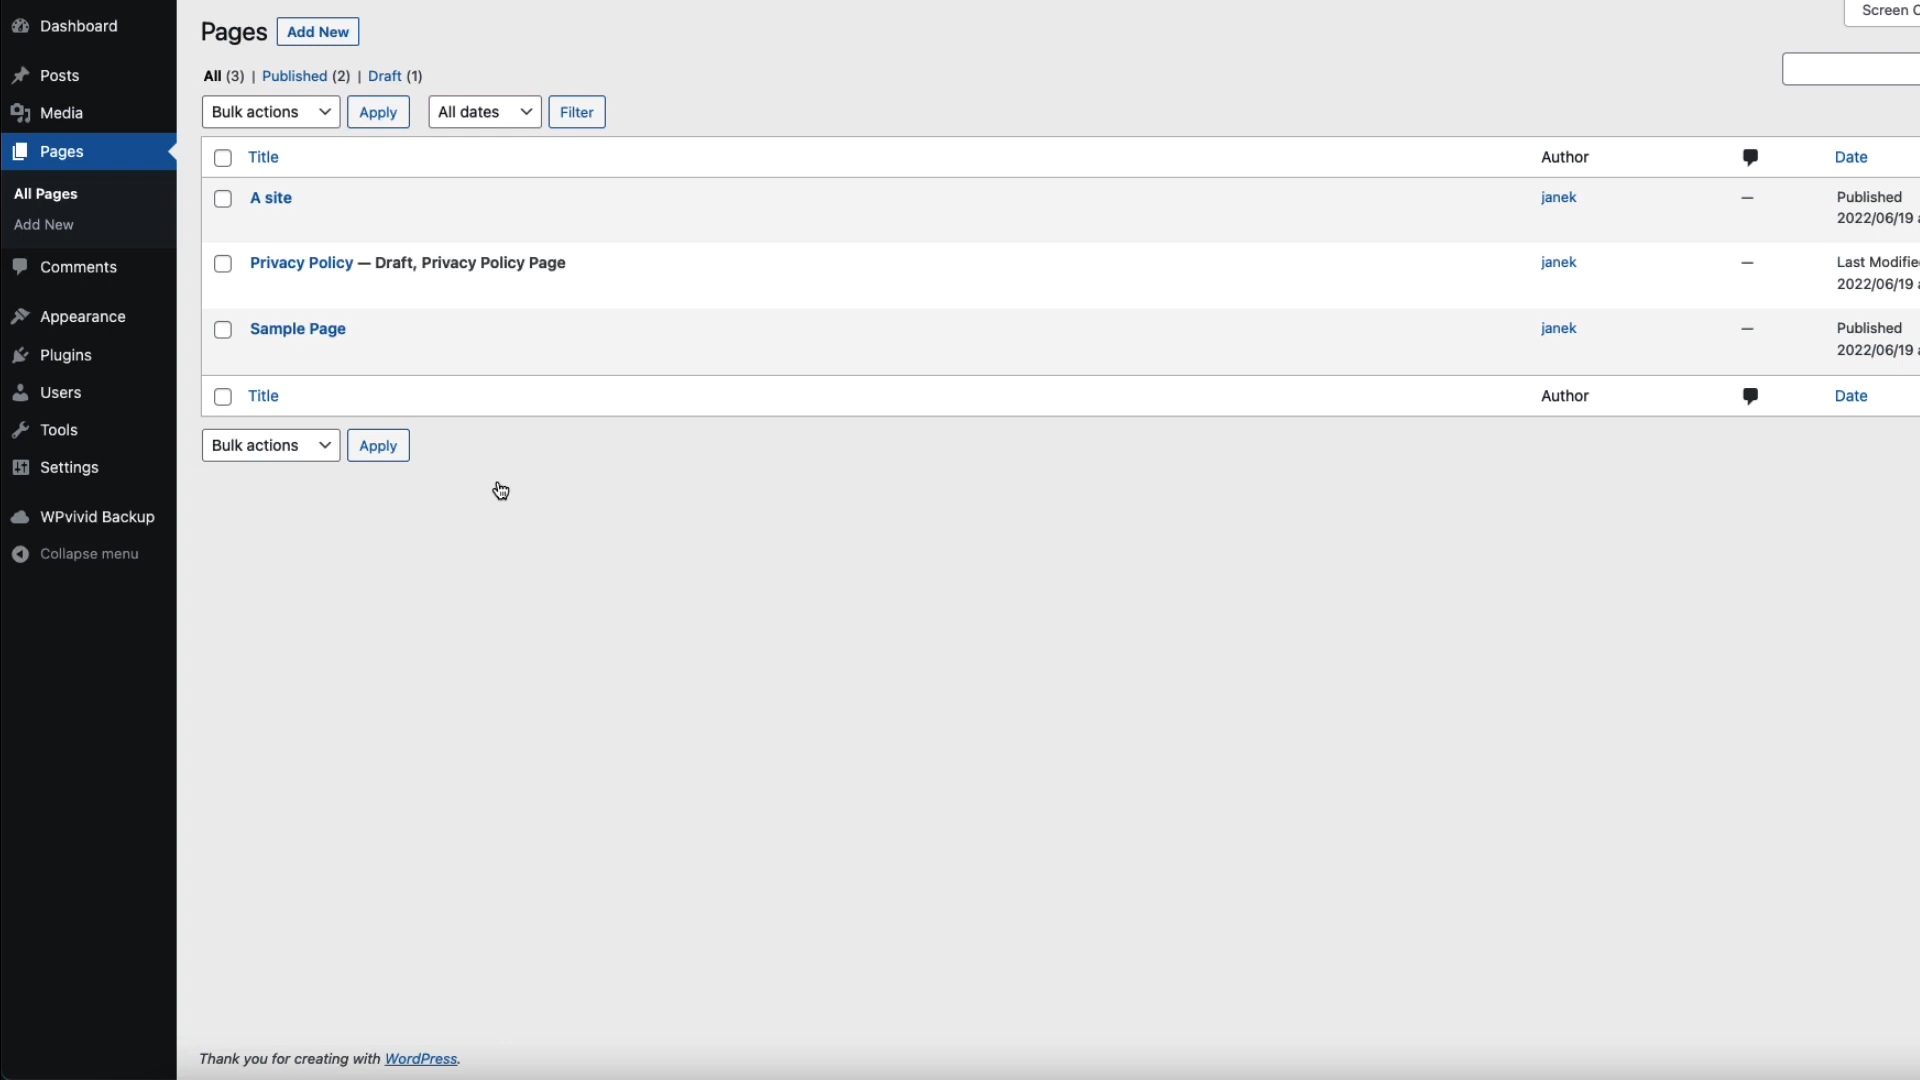 Dashboard
Posts
Media
Pages
All Pages
Add New
Comments
Appearance
Plugins
Users
Tools
Settings
WPvivid Backup
Collapse menu
Screen
Pages Add New
All (3) | Published (2) | Draft (1)
Bulk actions Apply All dates Filter
Title Author Date
A site janek — Published
2022/06/19
Privacy Policy — Draft, Privacy Policy Page janek — Last
2022/06/19
Sample Page janek — Published
2022/06/19
Title Author Date
Bulk actions Apply
Thank you for creating with WordPress.